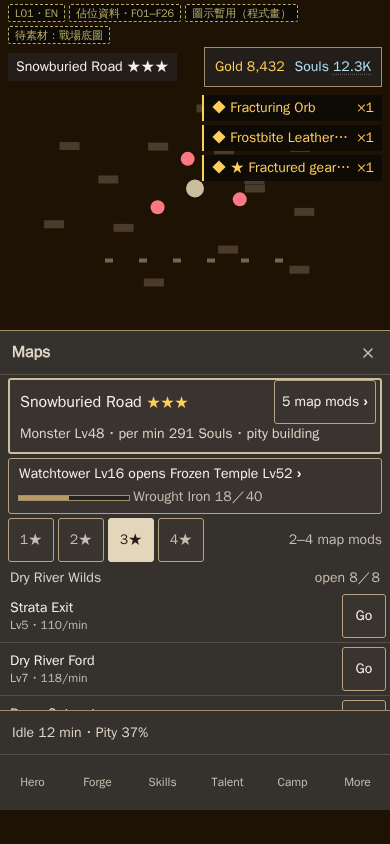 L01・EN 佔位資料・F01–F26 圖示暫用（程式畫）
待素材：戰場底圖
Snowburied Road ★★★
Gold 8,432 Souls 12.3K
◆ Fracturing Orb ×1
◆ Frostbite Leather… ×1
◆ ★ Fractured gear… ×1
Maps ×
Snowburied Road ★★★
5 map mods ›
Monster Lv48・per min 291 Souls・pity building
Watchtower Lv16 opens Frozen Temple Lv52 ›
Wrought Iron 18／40
1★ 2★ 3★ 4★ 2–4 map mods
Dry River Wilds open 8／8
Strata Exit
Lv5・110/min
Go
Dry River Ford
Lv7・118/min
Go
Idle 12 min・Pity 37%
Hero Forge Skills Talent Camp More